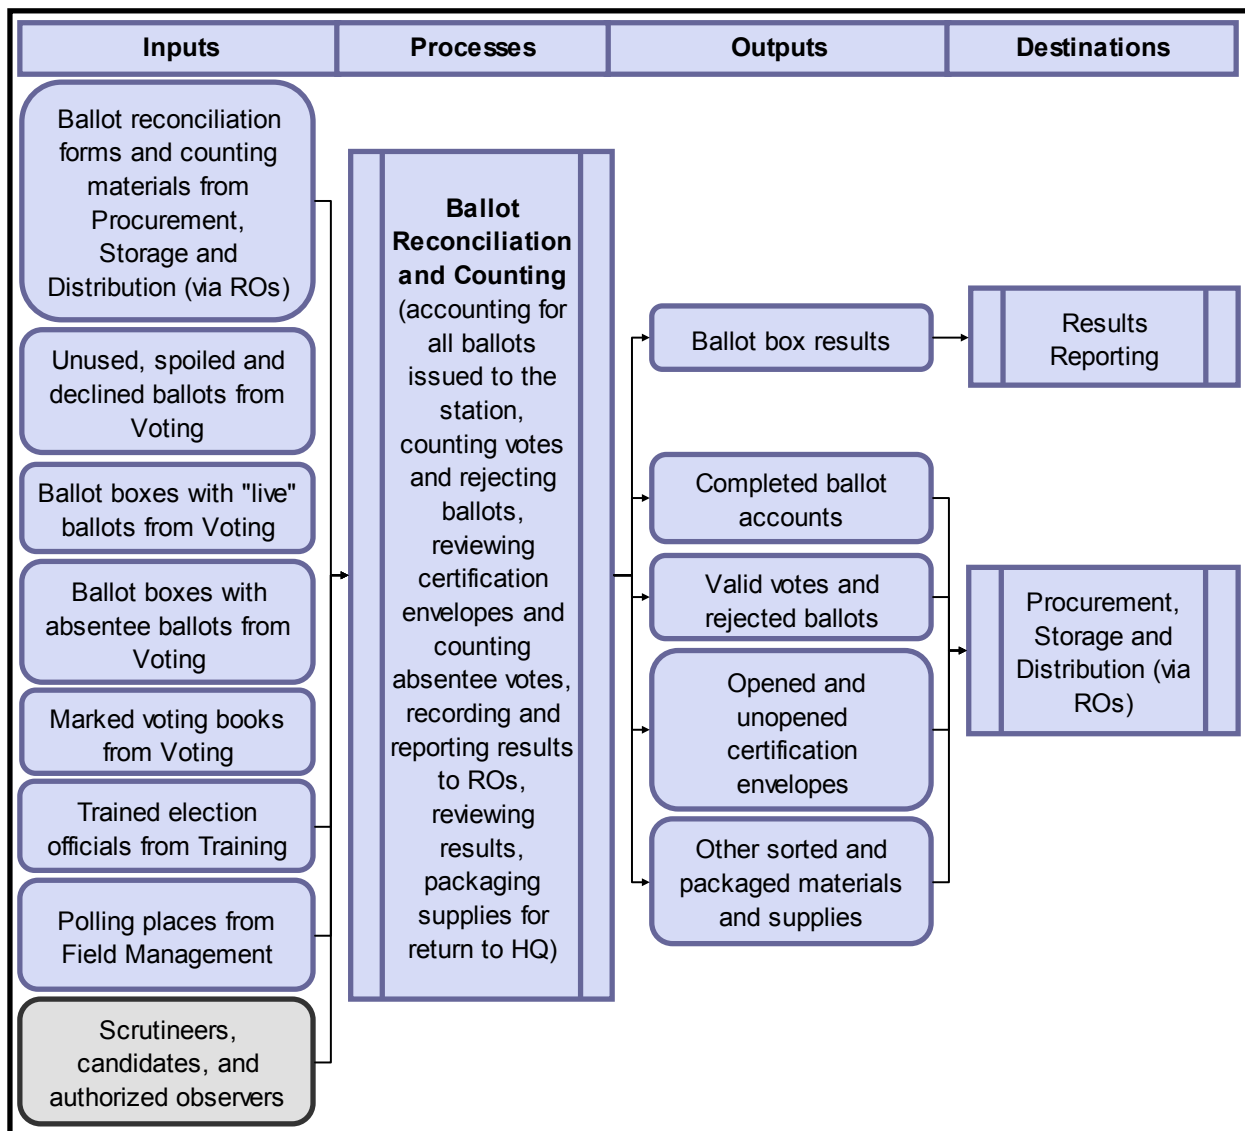 Inputs
Processes
Outputs
Destinations
Ballot reconciliation
forms and counting
materials from
Procurement,
Storage and
Distribution (via ROs)
Unused, spoiled and
declined ballots from
Voting
Ballot boxes with "live"
ballots from Voting
Ballot boxes with
absentee ballots from
Voting
Marked voting books
from Voting
Trained election
officials from Training
Polling places from
Field Management
Scrutineers,
candidates, and
authorized observers
Ballot
Reconciliation
and Counting
(accounting for
all ballots
issued to the
station,
counting votes
and rejecting
ballots,
reviewing
certification
envelopes and
counting
absentee votes,
recording and
reporting results
to ROs,
reviewing
results,
packaging
supplies for
return to HQ)
Ballot box results
Completed ballot
accounts
Valid votes and
rejected ballots
Opened and
unopened
certification
envelopes
Other sorted and
packaged materials
and supplies
Results
Reporting
Procurement,
Storage and
Distribution (via
ROs)